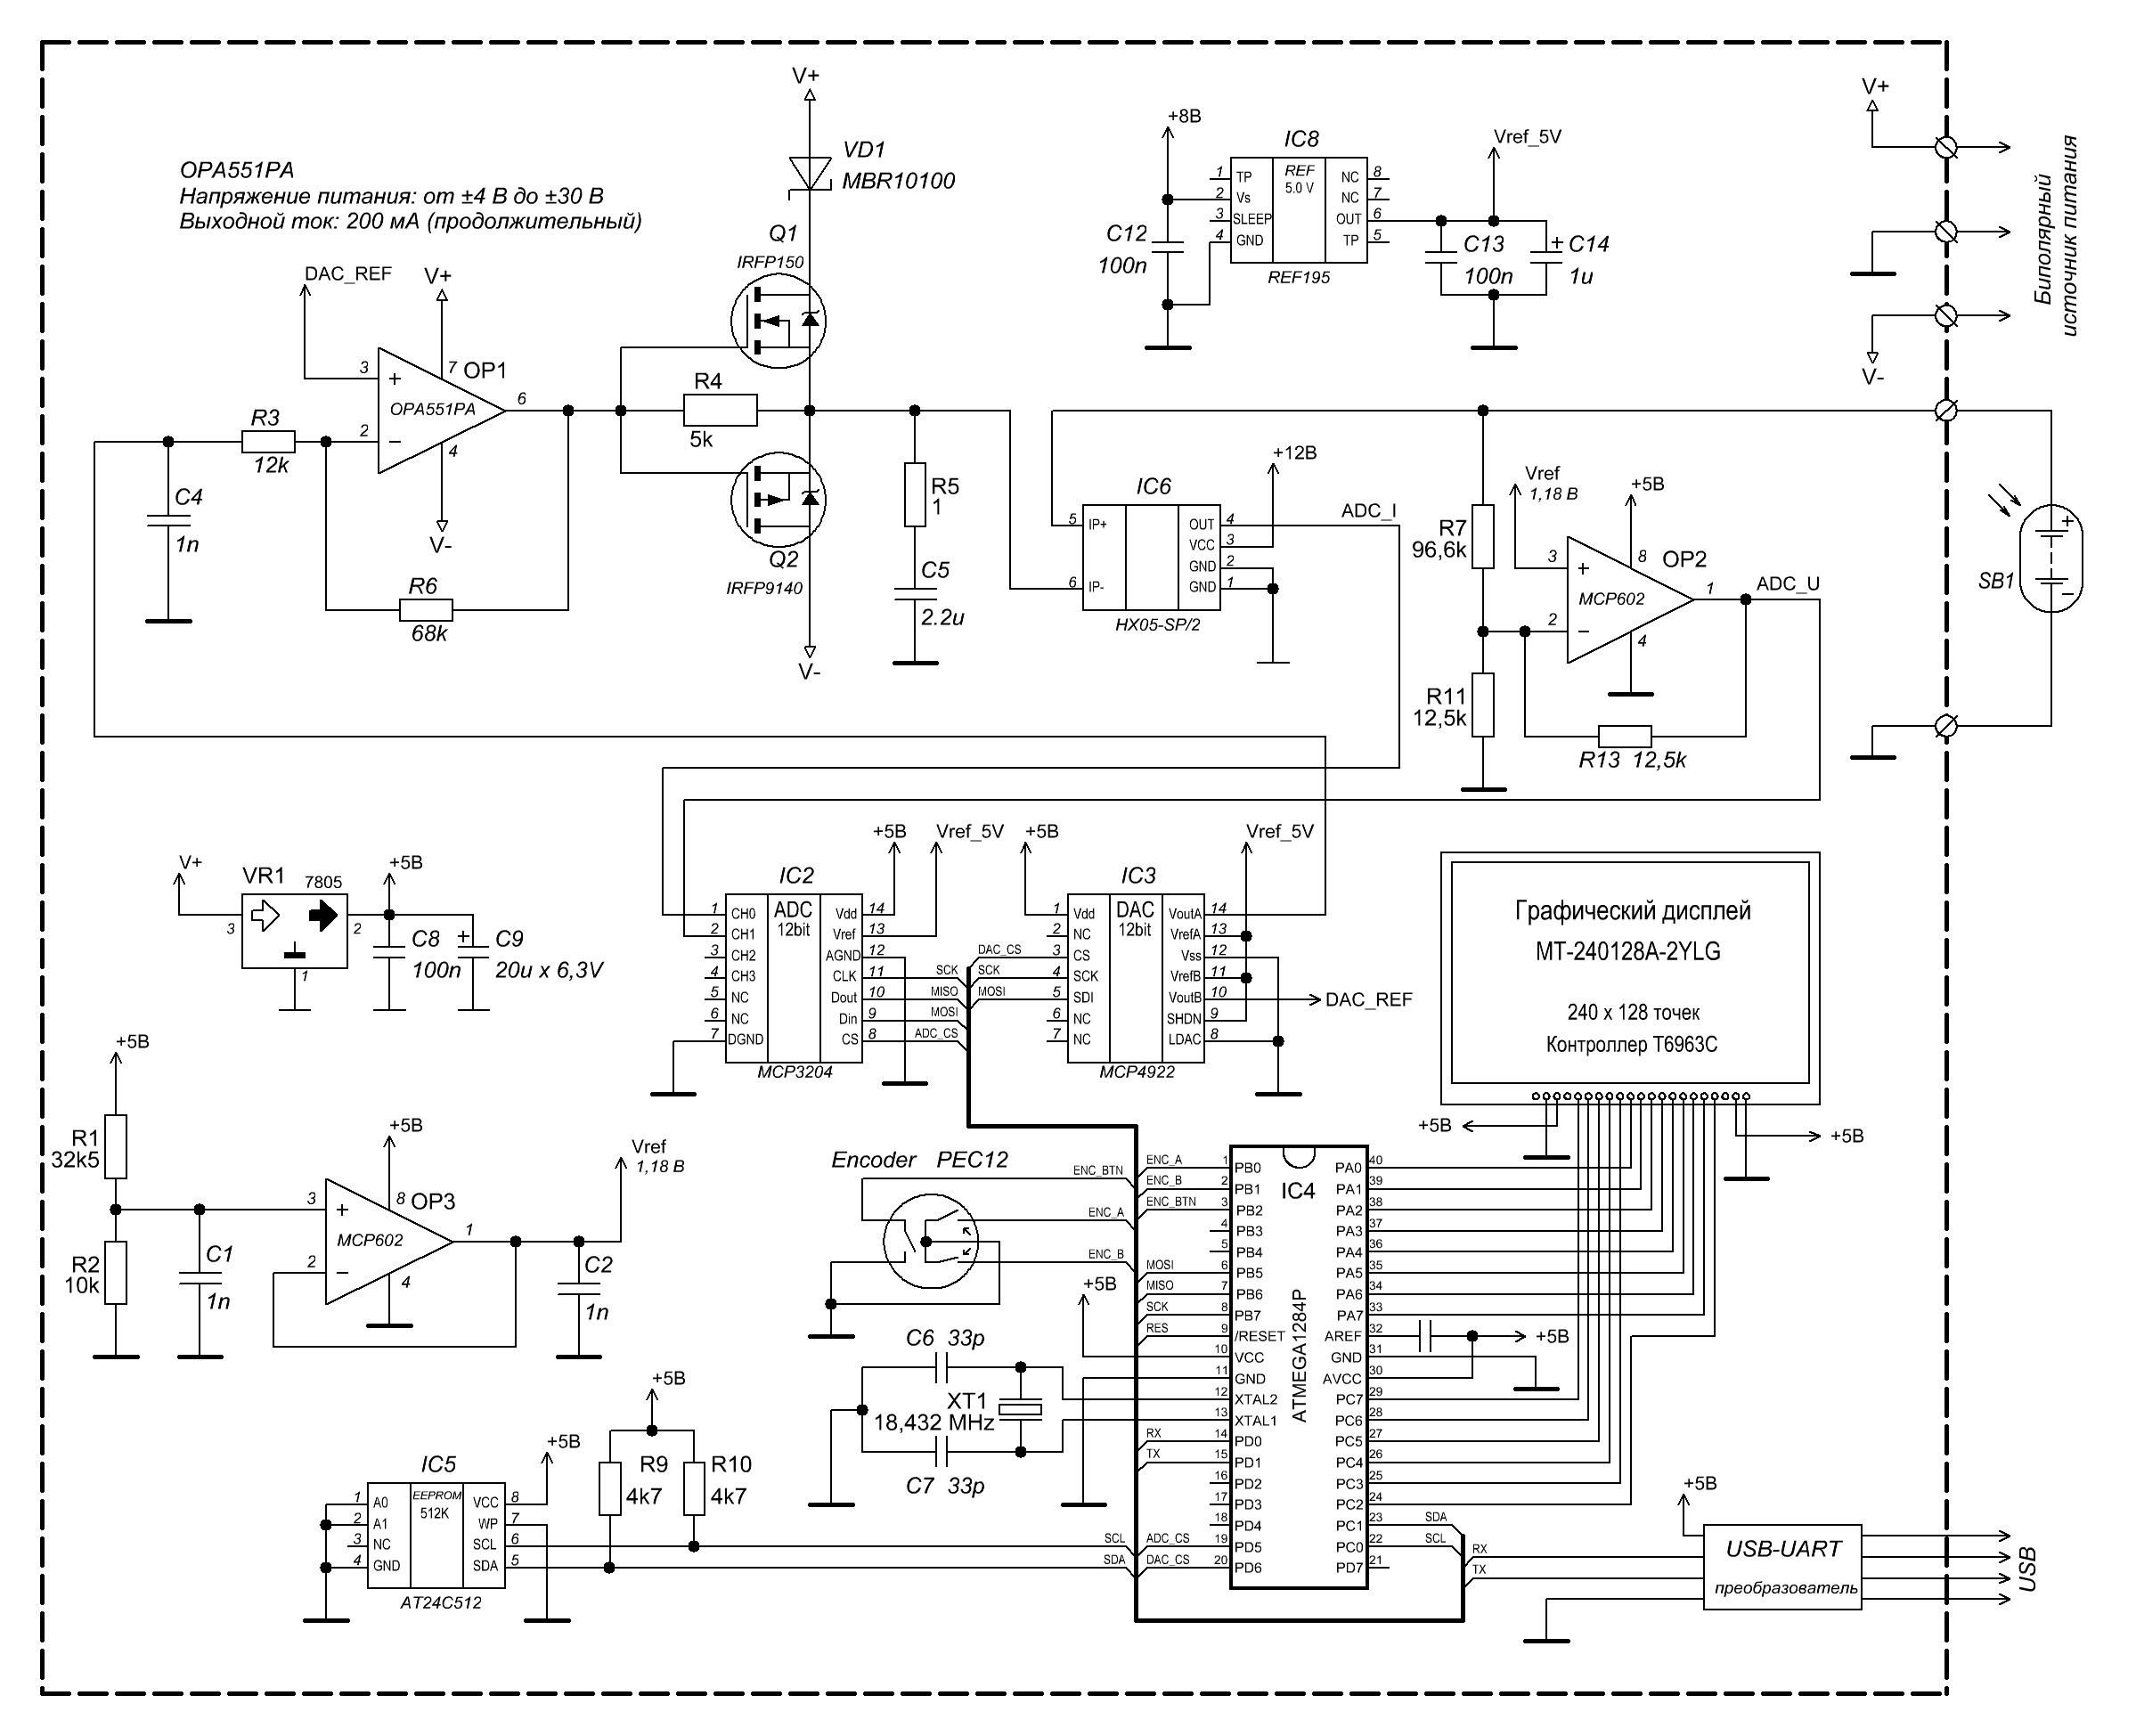 V+
VD1
MBR10100
OPA551PA
Напряжение питания: от ±4 В до ±30 В
Выходной ток: 200 мА (продолжительный)
Q1
IRFP150
DAC_REF
V+
3
+
7
OP1
OPA551PA
6
R3
12k
2
−
4
V-
C4
1n
R6
68k
R4
5k
Q2
IRFP9140
V-
R5
1
C5
2.2u
+8В
IC8
1
TP
2
Vs
3
SLEEP
4
GND
REF
5.0 V
NC
8
NC
7
OUT
6
TP
5
REF195
C12
100n
Vref_5V
C13
100n
+
C14
1u
V+
V-
Биполярный
источник питания
+12В
IC6
5
IP+
6
IP-
OUT
4
VCC
3
GND
2
GND
1
HX05-SP/2
ADC_I
R7
96,6k
R11
12,5k
Vref
1,18 В
+5В
3
+
8
OP2
MCP602
2
−
4
1
ADC_U
R13 12,5k
SB1
+
−
V+
VR1
7805
3
2
1
+5В
C8
100n
+
C9
20u x 6,3V
+5В
Vref_5V
IC2
ADC
12bit
1
CH0
2
CH1
3
CH2
4
CH3
5
NC
6
NC
7
DGND
Vdd
14
Vref
13
AGND
12
CLK
11
Dout
10
Din
9
CS
8
MCP3204
SCK
MISO
MOSI
ADC_CS
DAC_CS
SCK
MOSI
+5В
IC3
DAC
12bit
1
Vdd
2
NC
3
CS
4
SCK
5
SDI
6
NC
7
NC
VoutA
14
VrefA
13
Vss
12
VrefB
11
VoutB
10
SHDN
9
LDAC
8
MCP4922
Vref_5V
DAC_REF
Графический дисплей
MT-240128A-2YLG
240 x 128 точек
Контроллер T6963C
+5В
+5В
+5В
R1
32k5
R2
10k
C1
1n
+5В
3
+
8
OP3
MCP602
2
−
4
1
C2
1n
Vref
1,18 В
Encoder PEC12
ENC_BTN
ENC_A
ENC_B
+5В
C6 33p
XT1
18,432 MHz
C7 33p
ENC_A
ENC_B
ENC_BTN
MOSI
MISO
SCK
RES
RX
TX
ADC_CS
DAC_CS
IC4
ATMEGA1284P
1
PB0
2
PB1
3
PB2
4
PB3
5
PB4
6
PB5
7
PB6
8
PB7
9
/RESET
10
VCC
11
GND
12
XTAL2
13
XTAL1
14
PD0
15
PD1
16
PD2
17
PD3
18
PD4
19
PD5
20
PD6
PA0
40
PA1
39
PA2
38
PA3
37
PA4
36
PA5
35
PA6
34
PA7
33
AREF
32
GND
31
AVCC
30
PC7
29
PC6
28
PC5
27
PC4
26
PC3
25
PC2
24
PC1
23
PC0
22
PD7
21
+5В
SDA
SCL
RX
TX
+5В
USB-UART
преобразователь
USB
+5В
R9
4k7
R10
4k7
+5В
IC5
EEPROM
512K
1
A0
2
A1
3
NC
4
GND
VCC
8
WP
7
SCL
6
SDA
5
AT24C512
SCL
SDA